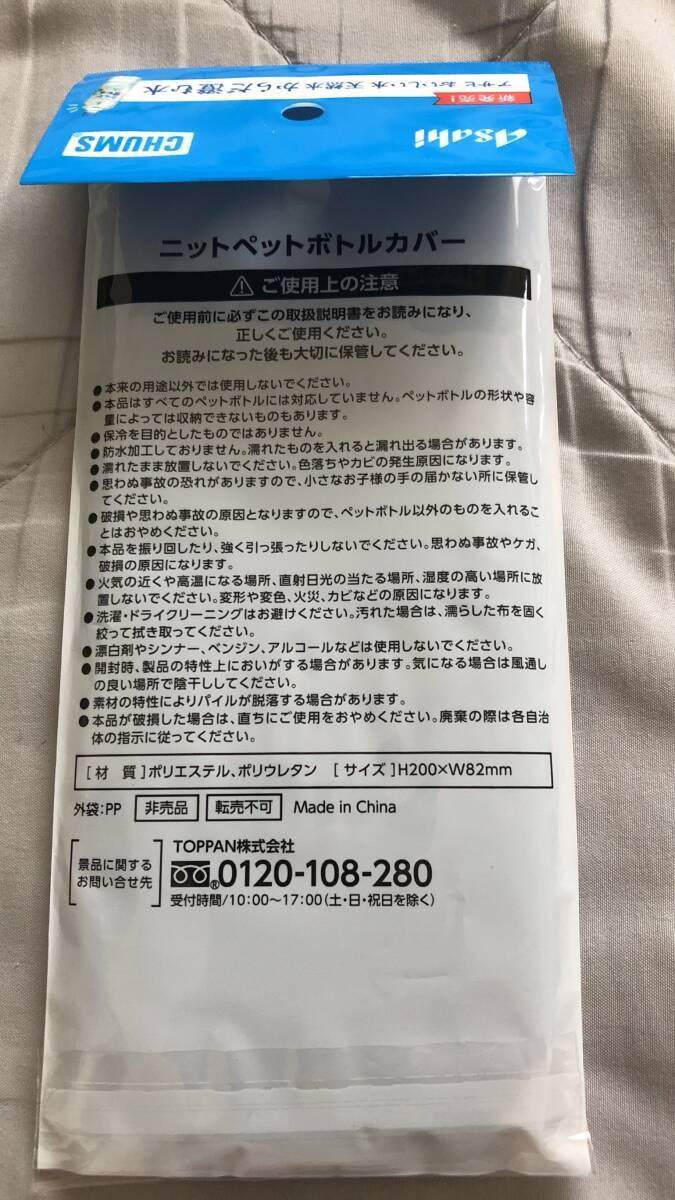 新発売!
アサヒ おいしい水 天然水 からだ澄む水
Asahi
CHUMS
ニットペットボトルカバー
ご使用上の注意
ご使用前に必ずこの取扱説明書をお読みになり、
正しくご使用ください。
お読みになった後も大切に保管してください。
●本来の用途以外では使用しないでください。
●本品はすべてのペットボトルには対応していません。ペットボトルの形状や容
量によっては収納できないものもあります。
●保冷を目的としたものではありません。
●防水加工しておりません。濡れたものを入れると漏れ出る場合があります。
●濡れたまま放置しないでください。色落ちやカビの発生原因になります。
●思わぬ事故の恐れがありますので、小さなお子様の手の届かない所に保管し
てください。
●破損や思わぬ事故の原因となりますので、ペットボトル以外のものを入れるこ
とはおやめください。
●本品を振り回したり、強く引っ張ったりしないでください。思わぬ事故やケガ、
破損の原因になります。
●火気の近くや高温になる場所、直射日光の当たる場所、湿度の高い場所に放
置しないでください。変形や変色、火災、カビなどの原因になります。
●洗濯・ドライクリーニングはお避けください。汚れた場合は、濡らした布を固く
絞って拭き取ってください。
●漂白剤やシンナー、ベンジン、アルコールなどは使用しないでください。
●開封時、製品の特性上においがする場合があります。気になる場合は風通し
の良い場所で陰干ししてください。
●素材の特性によりパイルが脱落する場合があります。
●本品が破損した場合は、直ちにご使用をおやめください。廃棄の際は各自治
体の指示に従ってください。
[材 質]ポリエステル、ポリウレタン [サイズ]H200×W82mm
外袋:PP 非売品 転売不可 Made in China
景品に関する
お問い合せ先
TOPPAN株式会社
®0120-108-280
受付時間/10:00~17:00(土・日・祝日を除く)